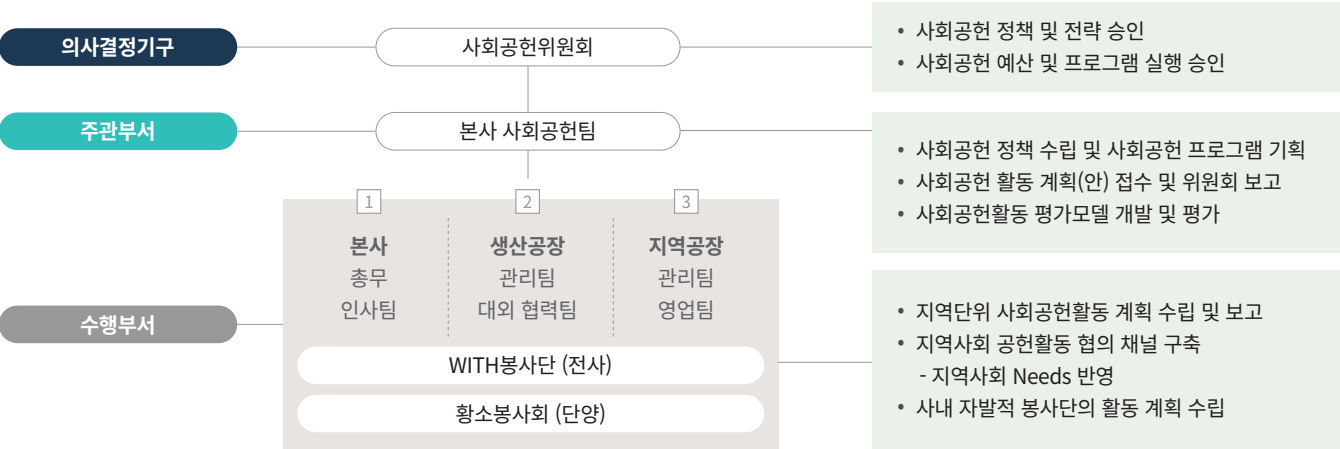 의사결정기구
사회공헌위원회
• 사회공헌 정책 및 전략 승인
• 사회공헌 예산 및 프로그램 실행 승인
주관부서
본사 사회공헌팀
• 사회공헌 정책 수립 및 사회공헌 프로그램 기획
• 사회공헌 활동 계획(안) 접수 및 위원회 보고
• 사회공헌활동 평가모델 개발 및 평가
수행부서
1
본사
총무
인사팀
2
생산공장
관리팀
대외 협력팀
3
지역공장
관리팀
영업팀
WITH봉사단 (전사)
황소봉사회 (단양)
• 지역단위 사회공헌활동 계획 수립 및 보고
• 지역사회 공헌활동 협의 채널 구축
- 지역사회 Needs 반영
• 사내 자발적 봉사단의 활동 계획 수립